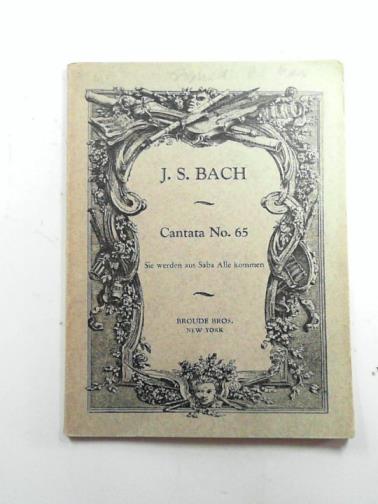 J. S. BACH
Cantata No. 65
Sie werden aus Saba Alle kommen
BROUDE BROS.
NEW YORK